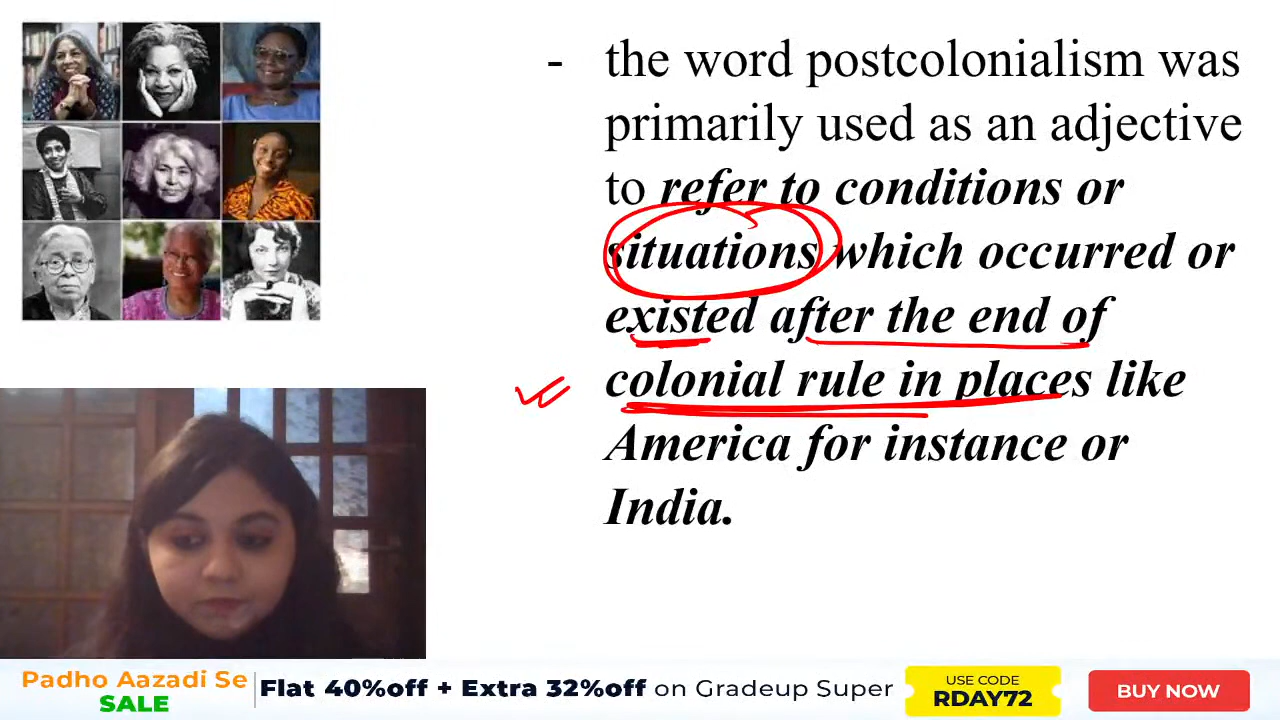 - the word postcolonialism was
primarily used as an adjective
to refer to conditions or
situations which occurred or
existed after the end of
colonial rule in places like
America for instance or
India.
Padho Aazadi Se
SALE
Flat 40%off + Extra 32%off on Gradeup Super
USE CODE
RDAY72
BUY NOW